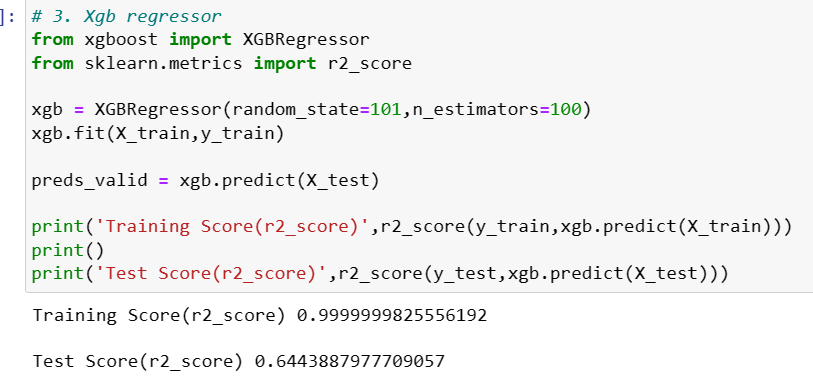 ]: # 3. Xgb regressor
from xgboost import XGBRegressor
from sklearn.metrics import r2_score
xgb = XGBRegressor(random_state=101,n_estimators=100)
xgb.fit(X_train,y_train)
preds_valid = xgb.predict(X_test)
print('Training Score(r2_score)',r2_score(y_train,xgb.predict(X_train)))
print()
print('Test Score(r2_score)',r2_score(y_test,xgb.predict(X_test)))
Training Score(r2_score) 0.9999999825556192
Test Score(r2_score) 0.6443887977709057